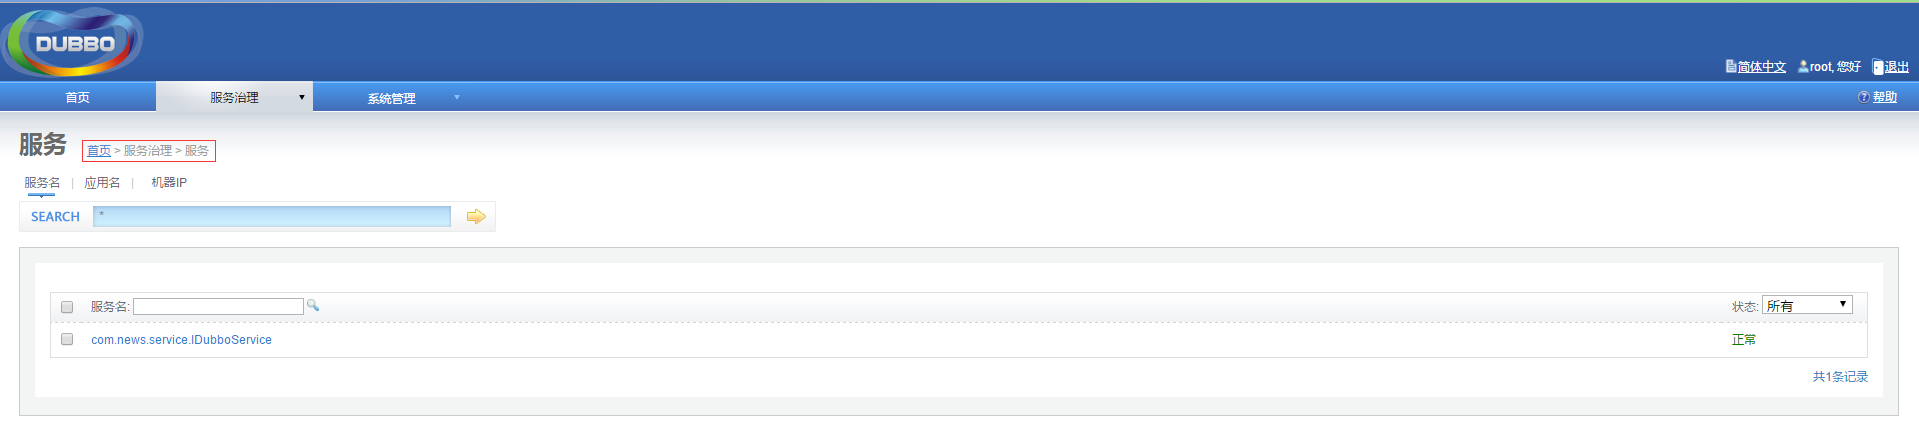 DUBBO
简体中文 root, 您好 退出
首页 服务治理 系统管理 帮助
服务 首页 > 服务治理 > 服务
服务名 | 应用名 | 机器IP
SEARCH *
服务名: 状态: 所有
com.news.service.IDubboService 正常
共1条记录